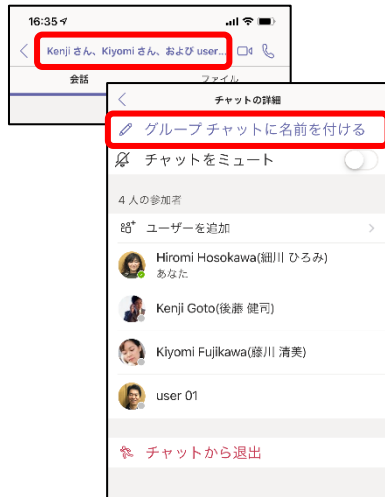 16:35
Kenji さん、Kiyomi さん、および user...
会話
ファイル
チャットの詳細
グループ チャットに名前を付ける
チャットをミュート
4 人の参加者
ユーザーを追加
Hiromi Hosokawa(細川 ひろみ)
あなた
Kenji Goto(後藤 健司)
Kiyomi Fujikawa(藤川 清美)
user 01
チャットから退出